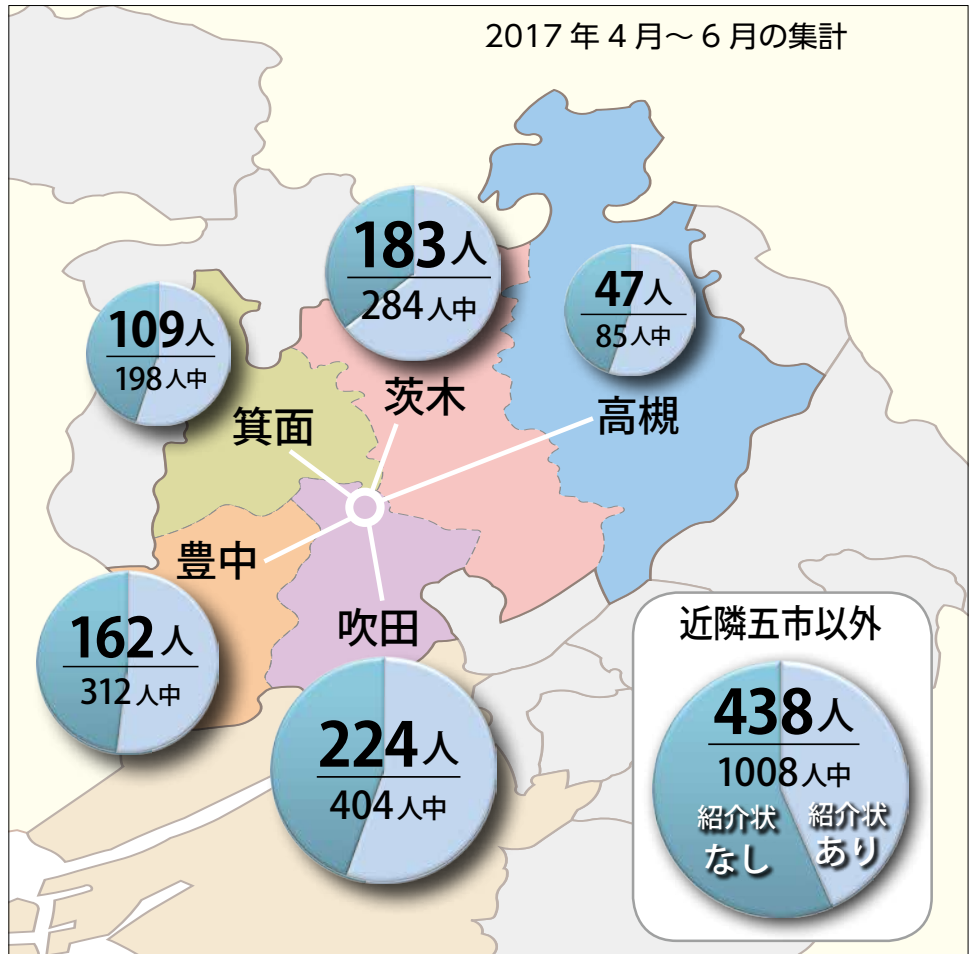 2017年4月～6月の集計
183人
284人中
47人
85人中
109人
198人中
茨木
高槻
箕面
豊中
162人
312人中
吹田
224人
404人中
近隣五市以外
438人
1008人中
紹介状
なし
紹介状
あり